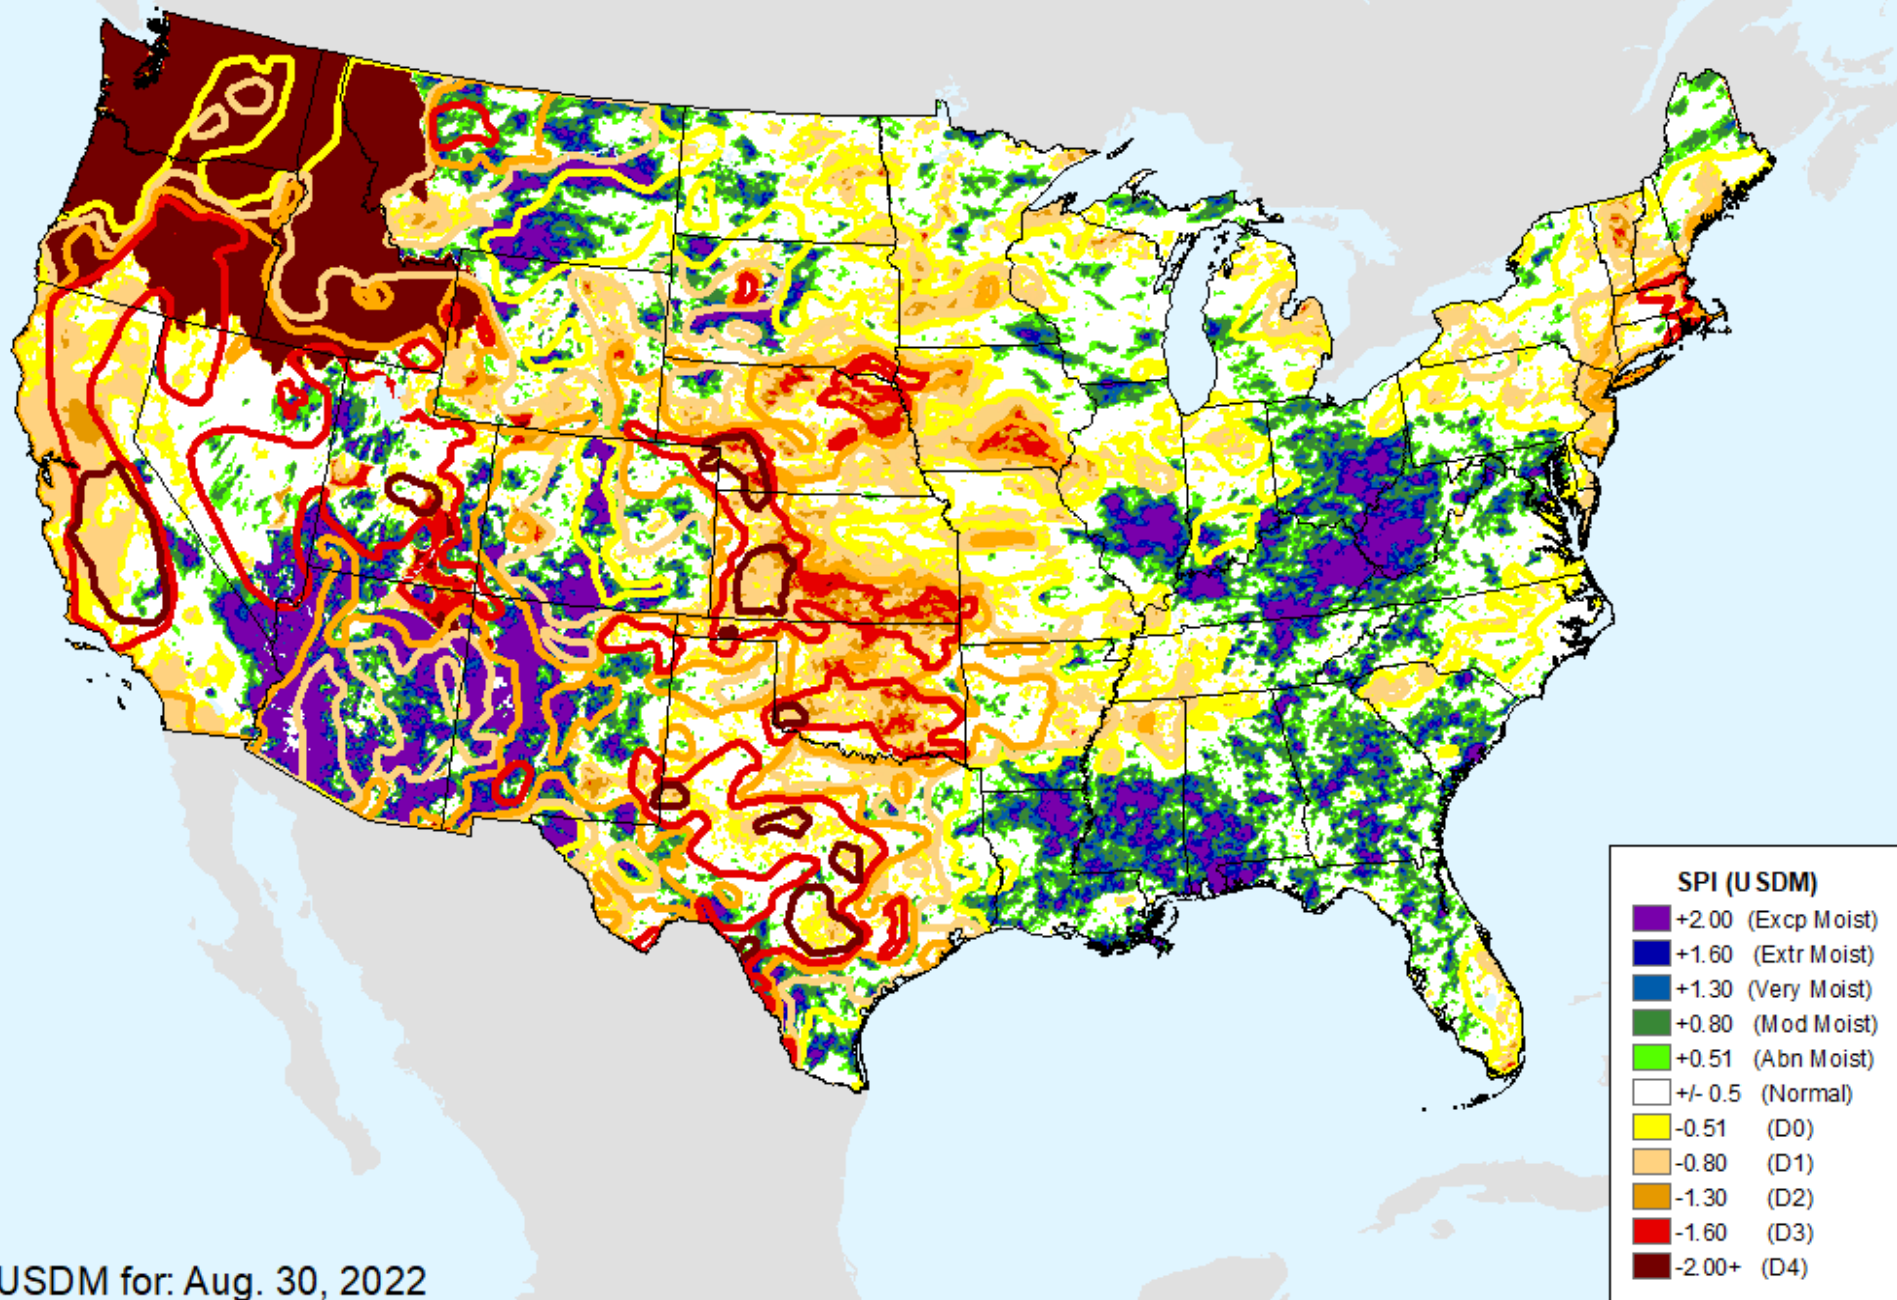 SPI (USDM)
+2.00 (Excp Moist)
+1.60 (Extr Moist)
+1.30 (Very Moist)
+0.80 (Mod Moist)
+0.51 (Abn Moist)
+/- 0.5 (Normal)
-0.51 (D0)
-0.80 (D1)
-1.30 (D2)
-1.60 (D3)
-2.00+ (D4)
USDM for: Aug. 30, 2022